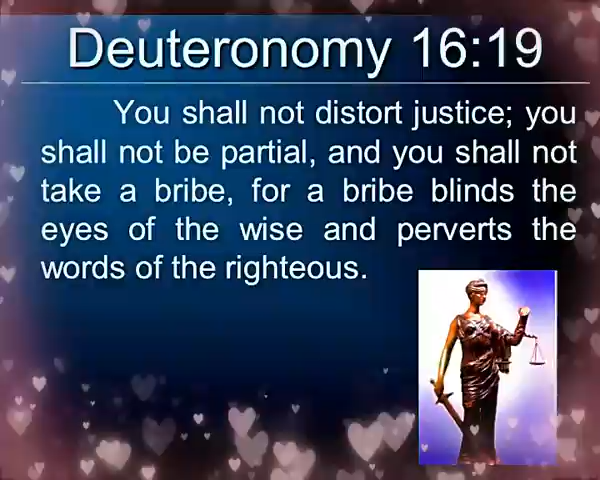 Deuteronomy 16:19
You shall not distort justice; you
shall not be partial, and you shall not
take a bribe, for a bribe blinds the
eyes of the wise and perverts the
words of the righteous.